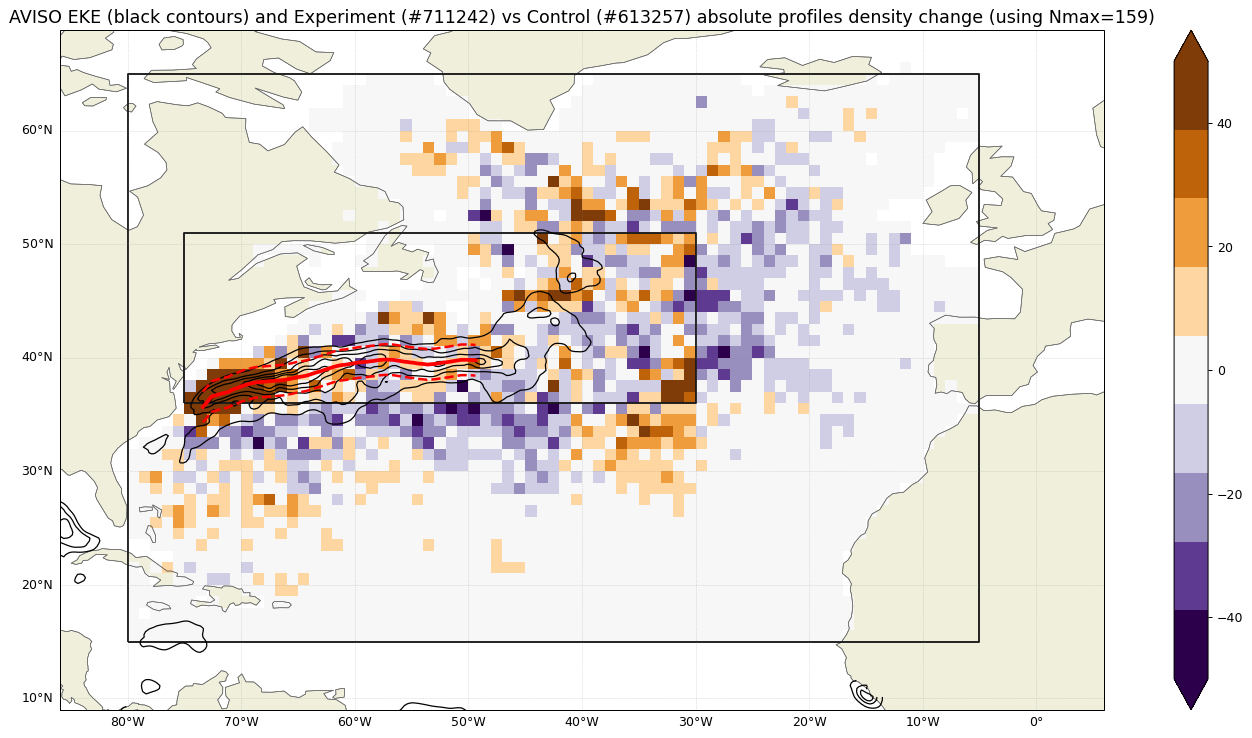 AVISO EKE (black contours) and Experiment (#711242) vs Control (#613257) absolute profiles density change (using Nmax=159)
60°N
50°N
40°N
30°N
20°N
10°N
80°W
70°W
60°W
50°W
40°W
30°W
20°W
10°W
0°
40
20
0
−20
−40